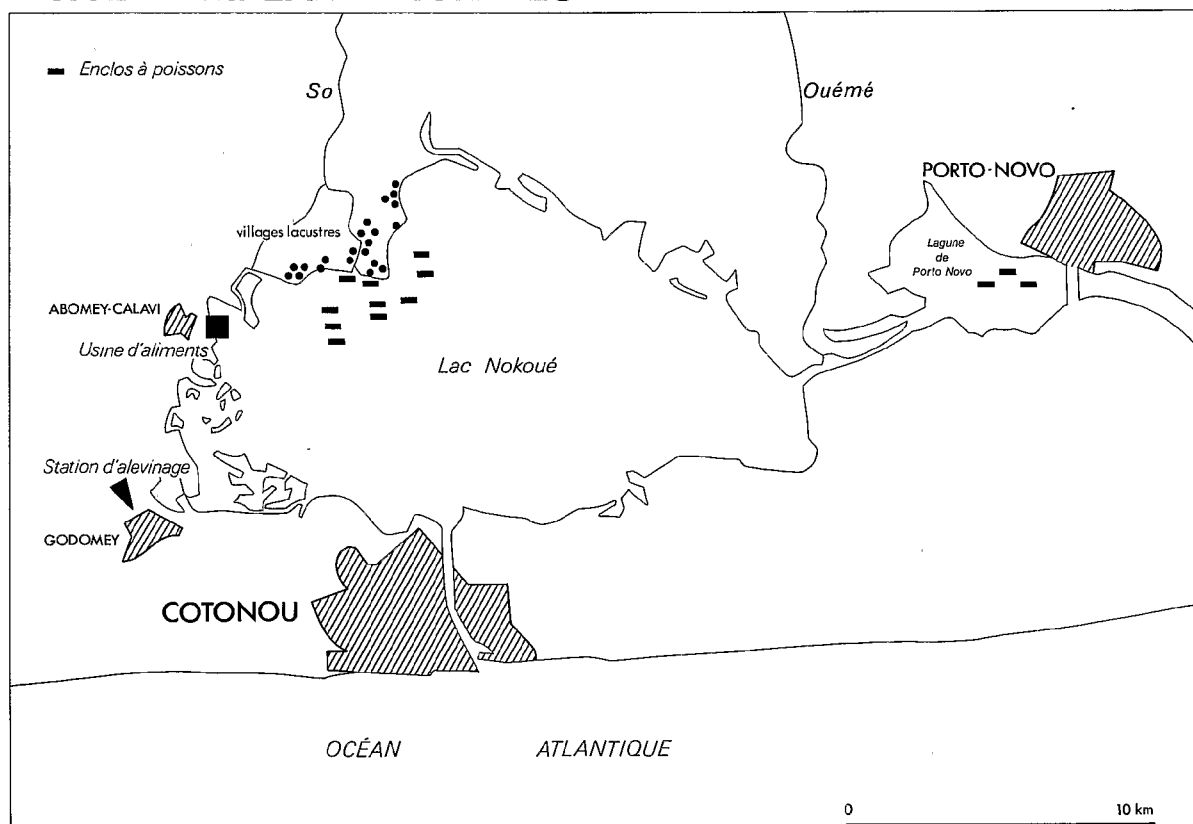 Enclos à poissons
So
Ouémé
PORTO-NOVO
villages lacustres
Lagune
de
Porto Novo
ABOMEY-CALAVI
Usine d'aliments
Lac Nokoué
Station d'alevinage
GODOMEY
COTONOU
OCÉAN ATLANTIQUE
0 10 km